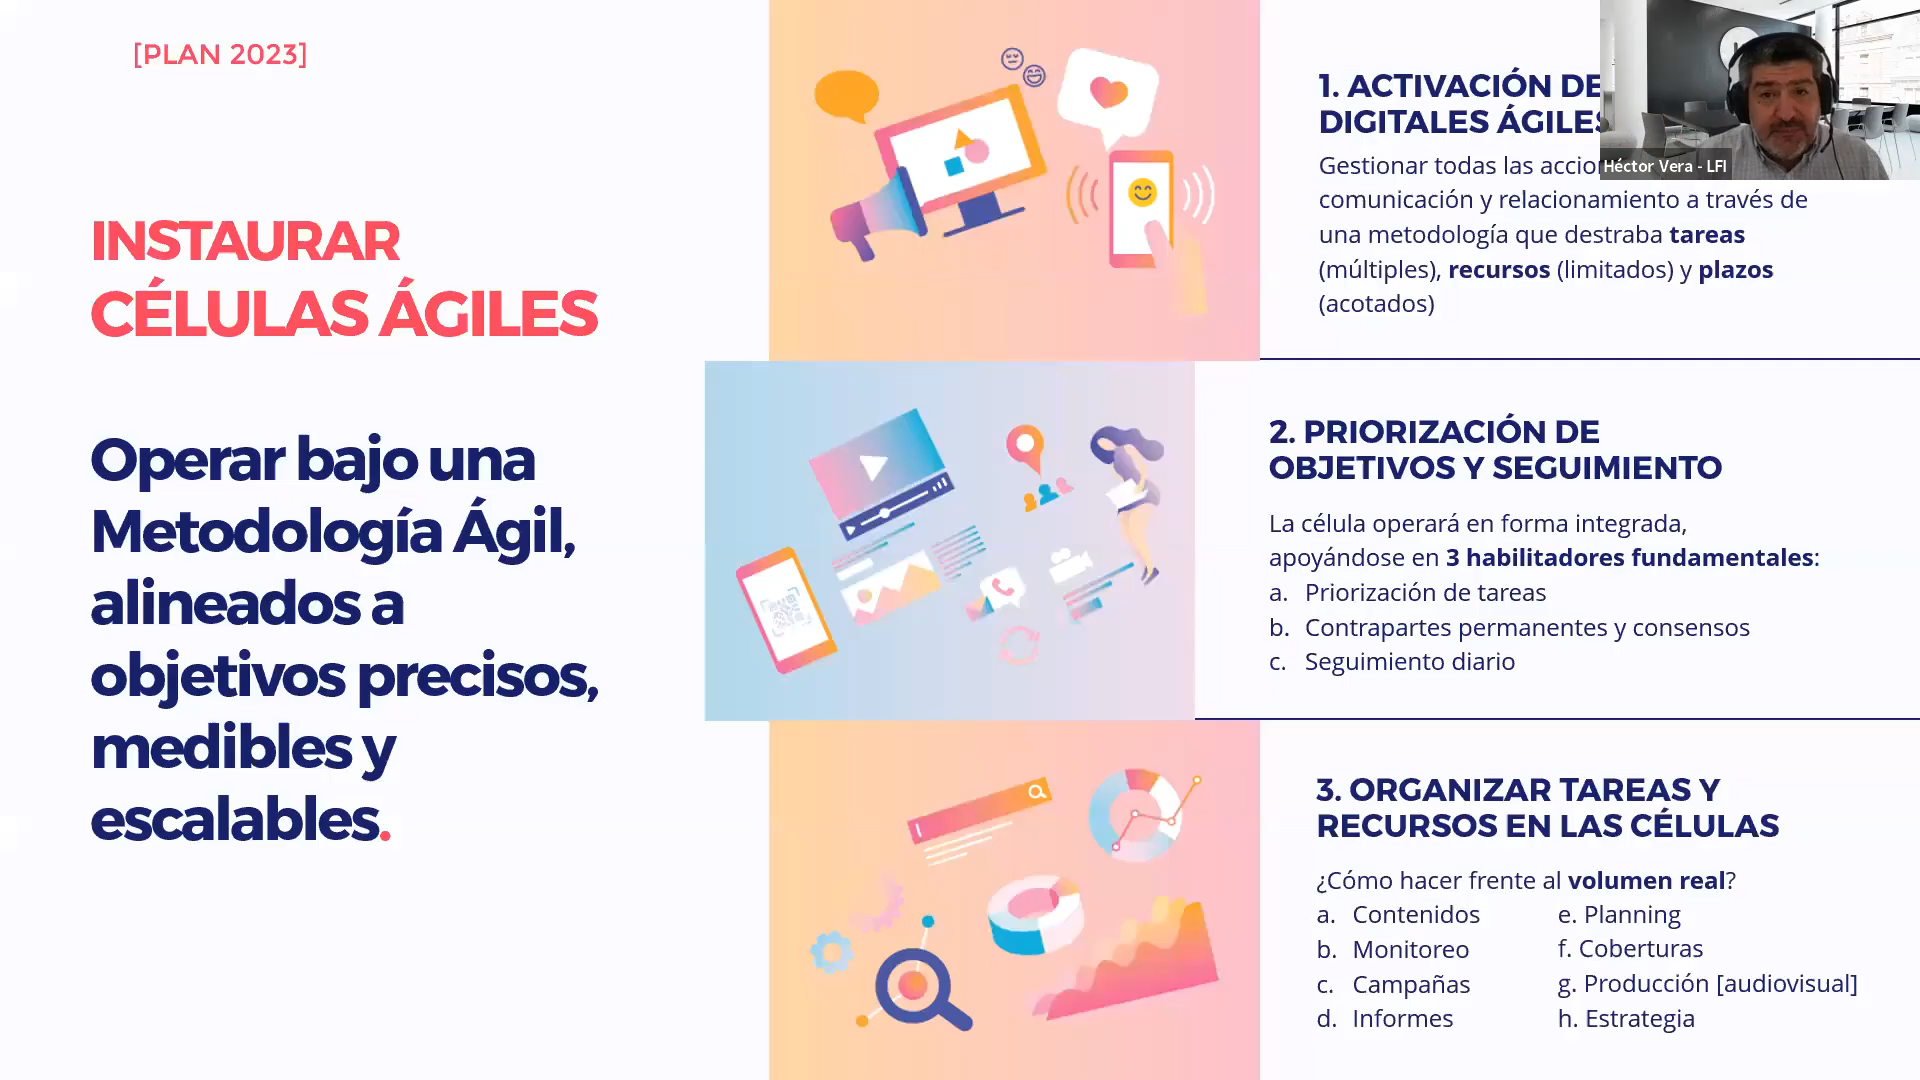 [PLAN 2023]
INSTAURAR
CÉLULAS ÁGILES
Operar bajo una
Metodología Ágil,
alineados a
objetivos precisos,
medibles y
escalables.
1. ACTIVACIÓN DE
DIGITALES ÁGILES
Gestionar todas las
comunicación y relacionamiento a través de
una metodología que destraba tareas
(múltiples), recursos (limitados) y plazos
(acotados)
Héctor Vera - LFI
2. PRIORIZACIÓN DE
OBJETIVOS Y SEGUIMIENTO
La célula operará en forma integrada,
apoyándose en 3 habilitadores fundamentales:
a. Priorización de tareas
b. Contrapartes permanentes y consensos
c. Seguimiento diario
3. ORGANIZAR TAREAS Y
RECURSOS EN LAS CÉLULAS
¿Cómo hacer frente al volumen real?
a. Contenidos
b. Monitoreo
c. Campañas
d. Informes
e. Planning
f. Coberturas
g. Producción [audiovisual]
h. Estrategia